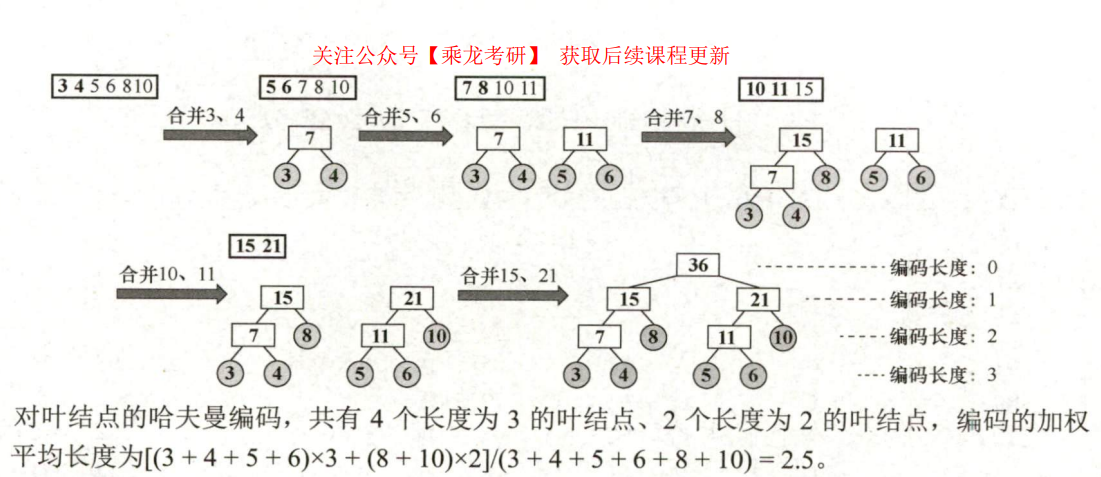 关注公众号【乘龙考研】 获取后续课程更新
3 4 5 6 8 10
5 6 7 8 10
7 8 10 11
10 11 15
合并3、4
合并5、6
合并7、8
7
7
11
15
11
3
4
3
4
5
6
7
8
5
6
3
4
15 21
合并10、11
合并15、21
36
编码长度：0
15
21
15
21
编码长度：1
7
8
11
10
7
8
11
10
编码长度：2
3
4
5
6
3
4
5
6
编码长度：3
对叶结点的哈夫曼编码，共有 4 个长度为 3 的叶结点、2 个长度为 2 的叶结点，编码的加权
平均长度为[(3 + 4 + 5 + 6)×3 + (8 + 10)×2]/(3 + 4 + 5 + 6 + 8 + 10) = 2.5。